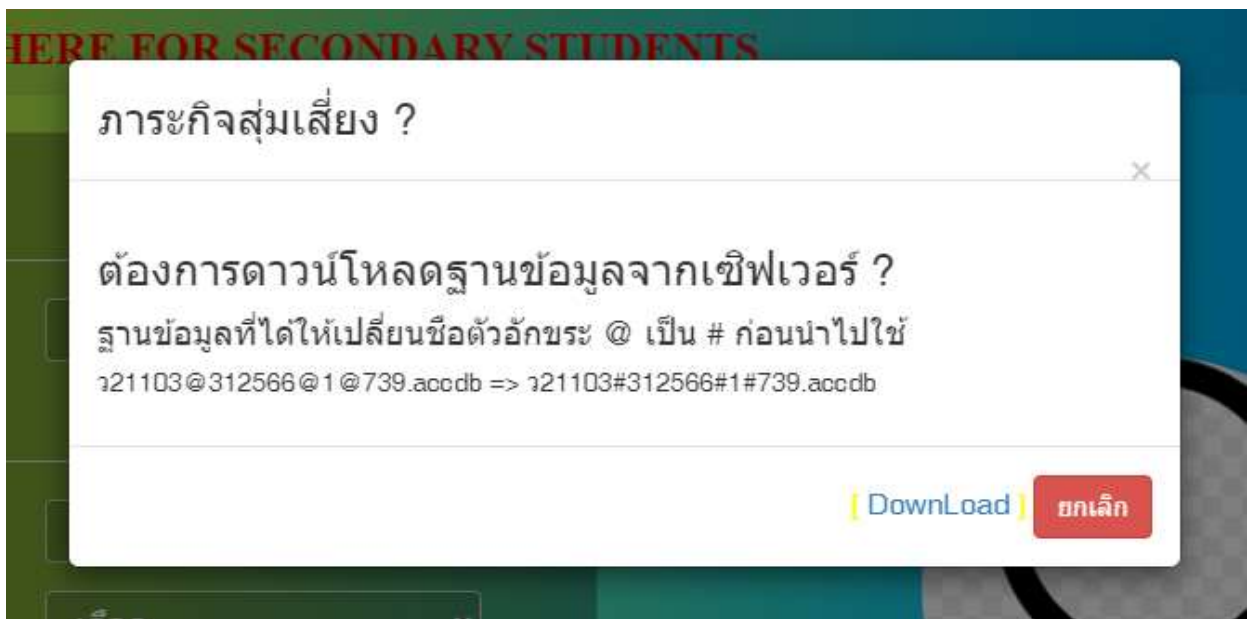 HERE FOR SECONDARY STUDENTS
ภาระกิจสุ่มเสี่ยง ?
×
ต้องการดาวน์โหลดฐานข้อมูลจากเซิฟเวอร์ ?
ฐานข้อมูลที่ได้ให้เปลี่ยนชือตัวอักขระ @ เป็น # ก่อนนำไปใช้
ว21103@312566@1@739.accdb => ว21103#312566#1#739.accdb
[ DownLoad ] ยกเลิก